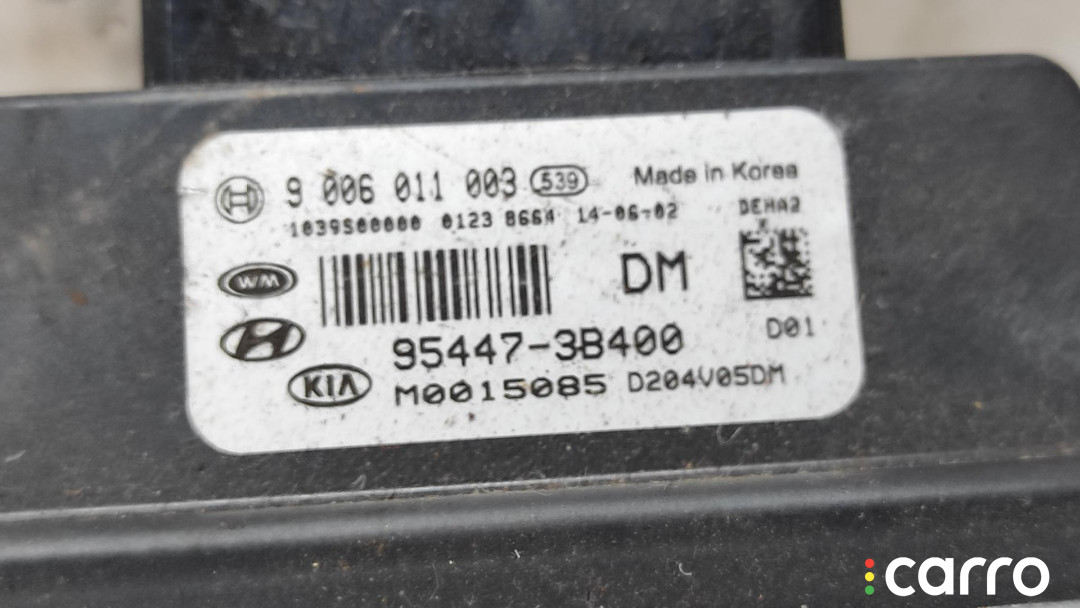 9 006 011 003 539 Made in Korea
1039S00000 0123 8664 14-06-02 DEHA2
WM DM
95447-3B400 D01
KIA M0015085 D204V05DM
carro